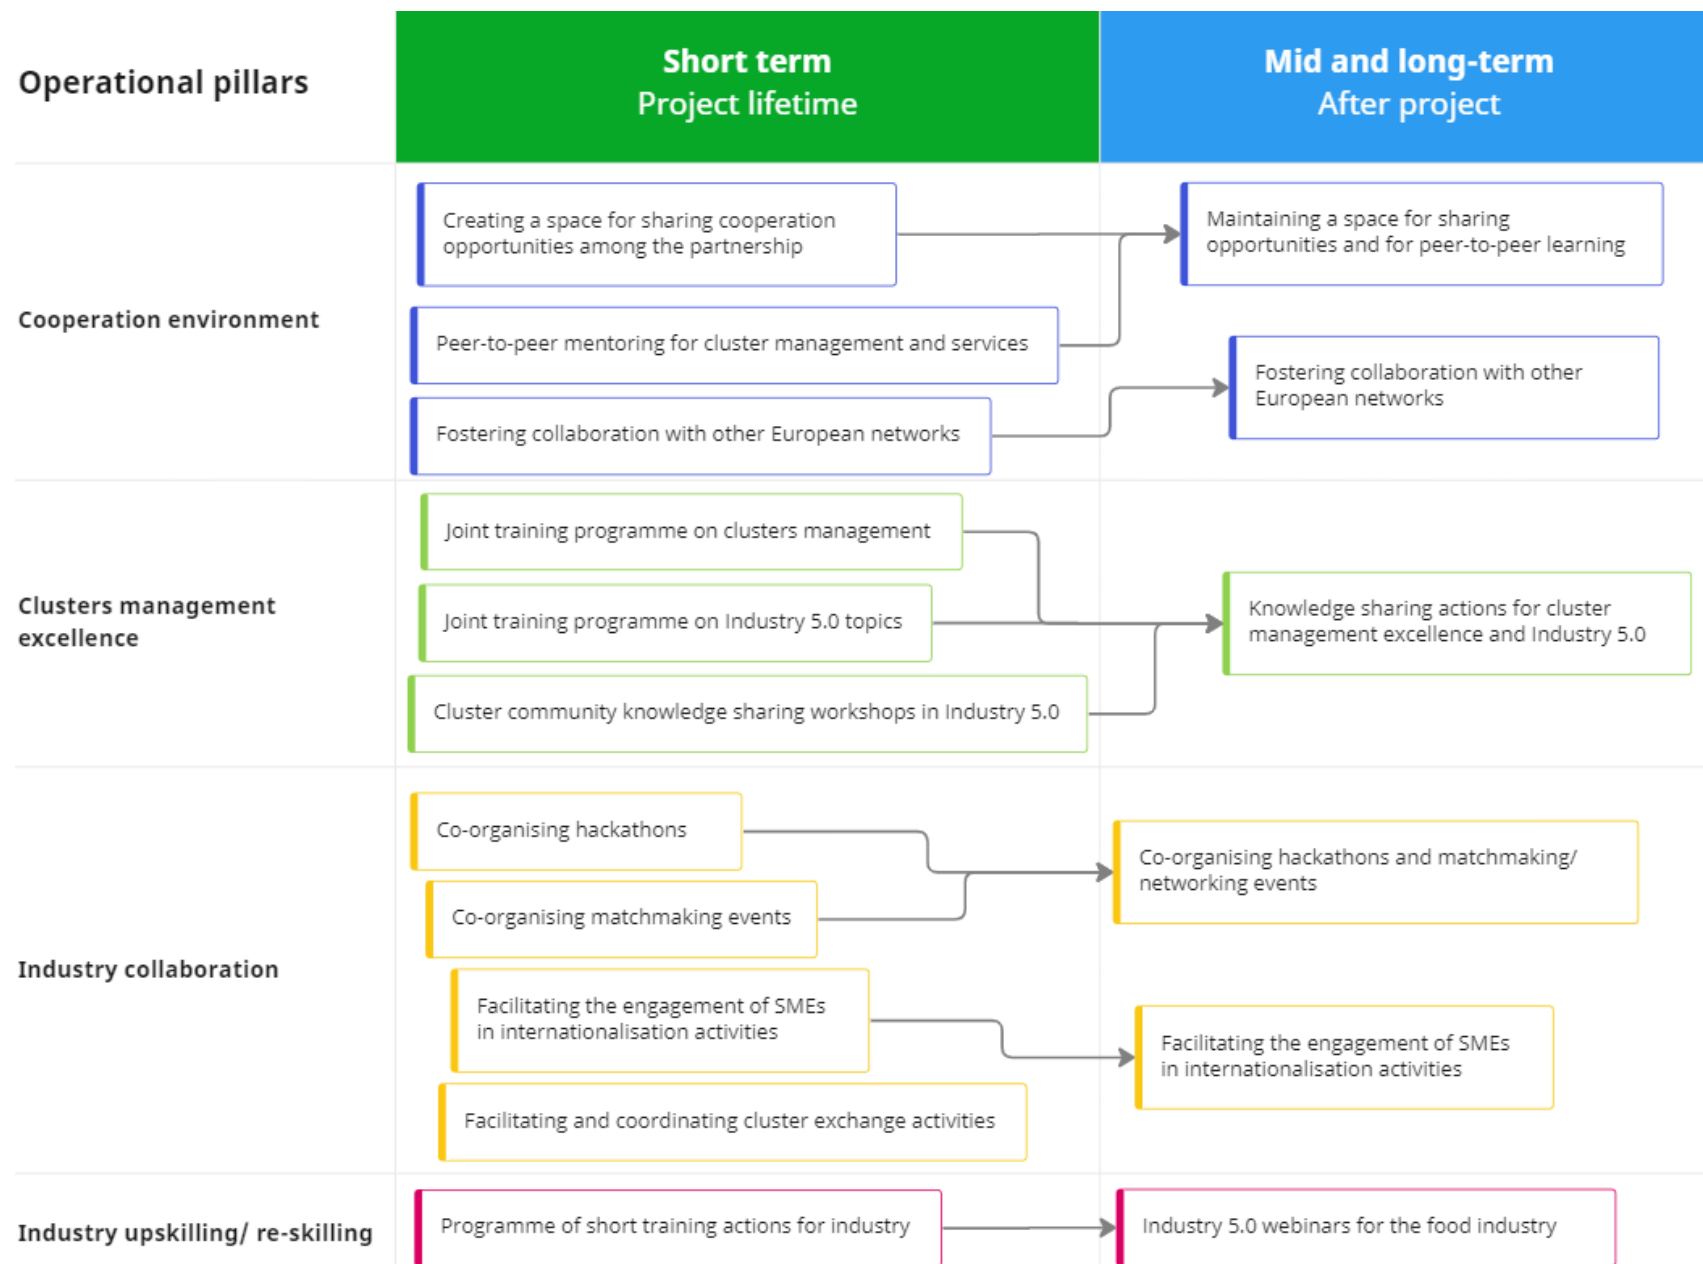 Operational pillars
Short term
Project lifetime
Mid and long-term
After project
Cooperation environment
Creating a space for sharing cooperation
opportunities among the partnership
Peer-to-peer mentoring for cluster management and services
Fostering collaboration with other European networks
Maintaining a space for sharing
opportunities and for peer-to-peer learning
Fostering collaboration with other
European networks
Clusters management
excellence
Joint training programme on clusters management
Joint training programme on Industry 5.0 topics
Cluster community knowledge sharing workshops in Industry 5.0
Knowledge sharing actions for cluster
management excellence and Industry 5.0
Industry collaboration
Co-organising hackathons
Co-organising matchmaking events
Facilitating the engagement of SMEs
in internationalisation activities
Facilitating and coordinating cluster exchange activities
Co-organising hackathons and matchmaking/
networking events
Facilitating the engagement of SMEs
in internationalisation activities
Industry upskilling/ re-skilling
Programme of short training actions for industry
Industry 5.0 webinars for the food industry